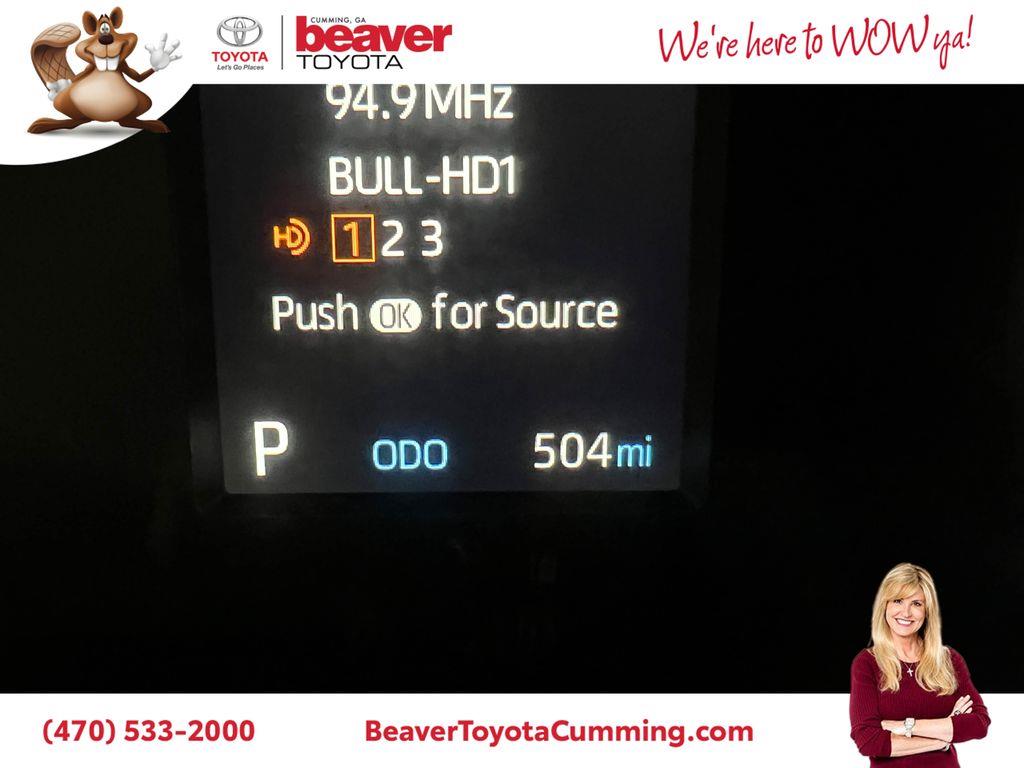 CUMMING, GA
TOYOTA
Let's Go Places
beaver
TOYOTA
We're here to WOW ya!
94.9 MHz
BULL-HD1
HD 1 2 3
Push OK for Source
P ODO 504 mi
(470) 533-2000 BeaverToyotaCumming.com